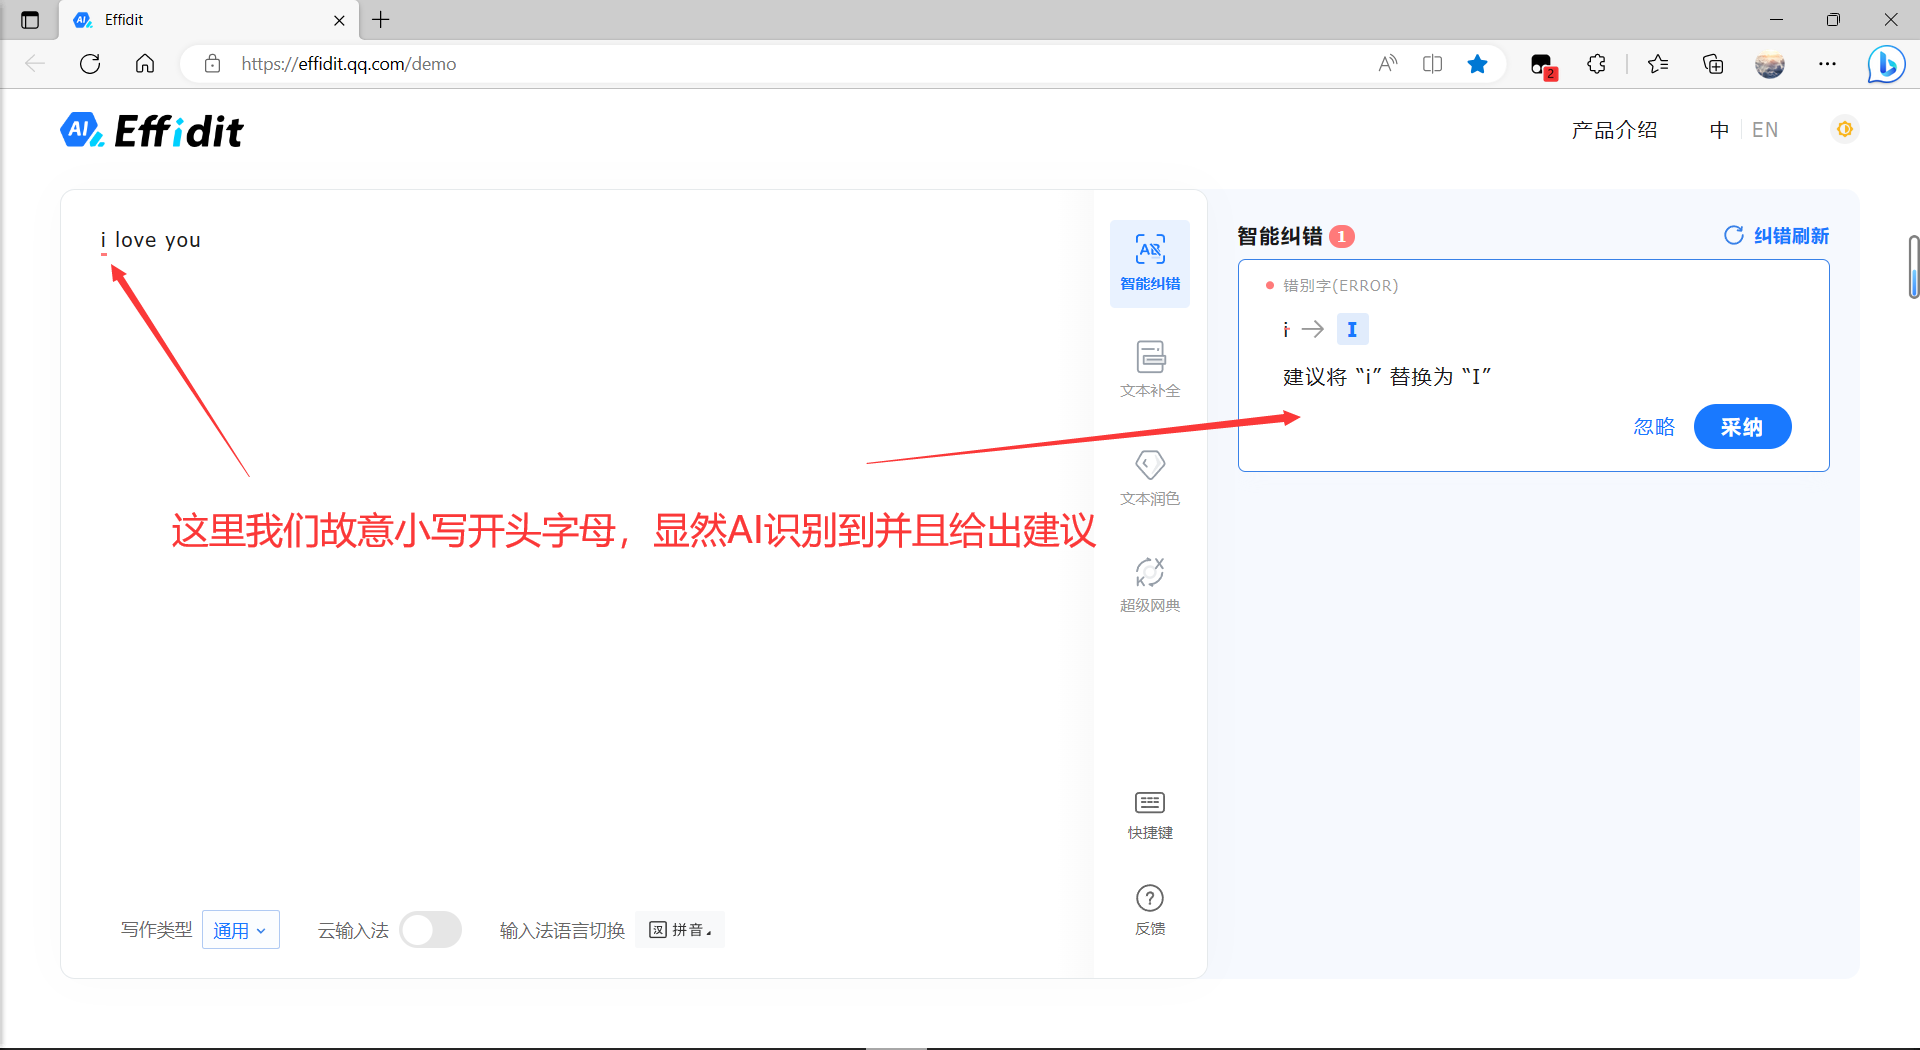 Effidit
https://effidit.qq.com/demo
2
AI Effidit
产品介绍 中 EN
i love you
智能纠错
文本补全
文本润色
超级网典
快捷键
反馈
智能纠错 1 纠错刷新
错别字(ERROR)
i → I
建议将 “i” 替换为 “I”
忽略 采纳
这里我们故意小写开头字母，显然AI识别到并且给出建议
写作类型 通用 云输入法 输入法语言切换 汉 拼音